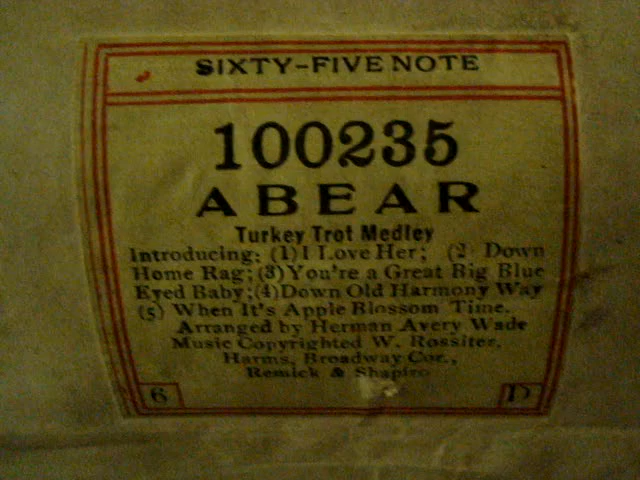 SIXTY-FIVE NOTE
100235
ABEAR
Turkey Trot Medley
Introducing: (1) I Love Her; (2) Down
Home Rag; (3) You're a Great Big Blue
Eyed Baby; (4) Down Old Harmony Way
(5) When It's Apple Blossom Time.
Arranged by Herman Avery Wade
Music Copyrighted W. Rossiter,
Harms, Broadway Cor.,
Remick & Shapiro
6
D